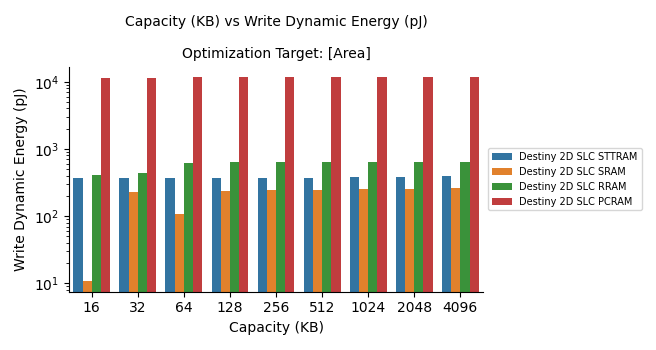 Capacity (KB) vs Write Dynamic Energy (pJ)
Optimization Target: [Area]
Write Dynamic Energy (pJ)
10⁴
10³
10²
10¹
16 32 64 128 256 512 1024 2048 4096
Capacity (KB)
Destiny 2D SLC STTRAM
Destiny 2D SLC SRAM
Destiny 2D SLC RRAM
Destiny 2D SLC PCRAM